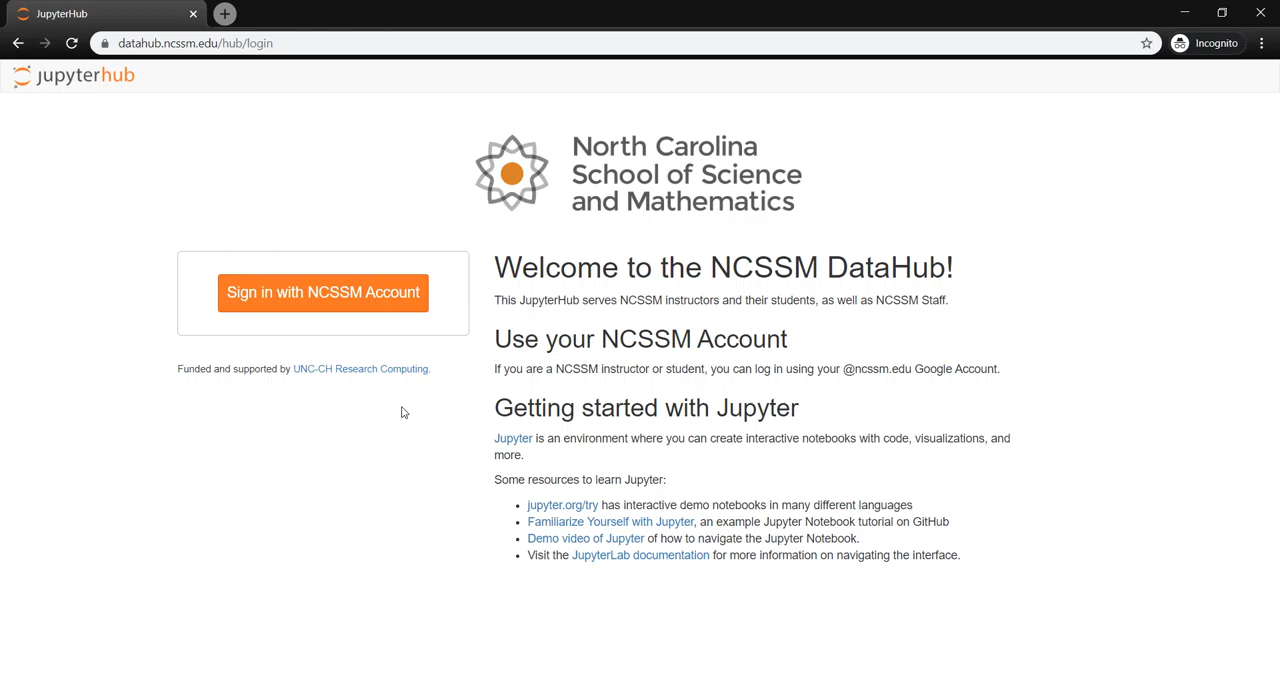 JupyterHub
datahub.ncssm.edu/hub/login
Incognito
jupyterhub
North Carolina
School of Science
and Mathematics
Sign in with NCSSM Account
Funded and supported by UNC-CH Research Computing.
Welcome to the NCSSM DataHub!
This JupyterHub serves NCSSM instructors and their students, as well as NCSSM Staff.
Use your NCSSM Account
If you are a NCSSM instructor or student, you can log in using your @ncssm.edu Google Account.
Getting started with Jupyter
Jupyter is an environment where you can create interactive notebooks with code, visualizations, and
more.
Some resources to learn Jupyter:
• jupyter.org/try has interactive demo notebooks in many different languages
• Familiarize Yourself with Jupyter, an example Jupyter Notebook tutorial on GitHub
• Demo video of Jupyter of how to navigate the Jupyter Notebook.
• Visit the JupyterLab documentation for more information on navigating the interface.